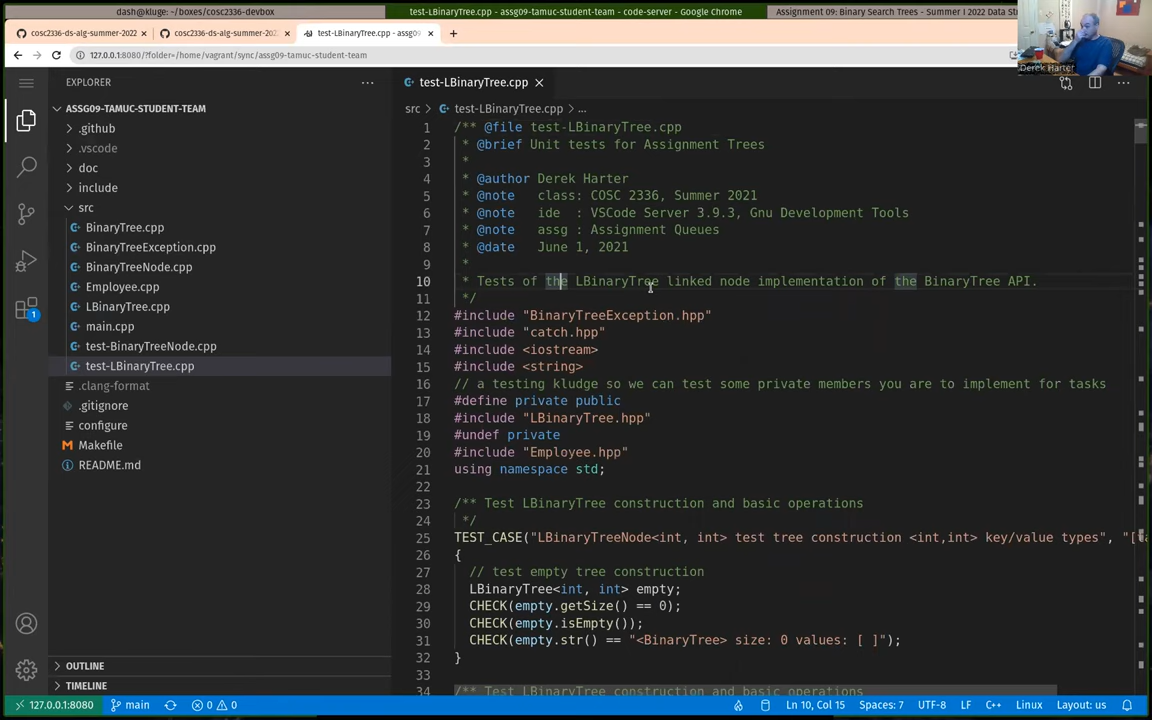 dash@kluge: ~/boxes/cosc2336-devbox
test-LBinaryTree.cpp - assg09-tamuc-student-team - code-server - Google Chrome
Assignment 09: Binary Search Trees - Summer I 2022 Data
cosc2336-ds-alg-summer-2022
cosc2336-ds-alg-summer-202
test-LBinaryTree.cpp - assg0
127.0.0.1:8080/?folder=/home/vagrant/sync/assg09-tamuc-student-team
Derek Harter
EXPLORER
ASSG09-TAMUC-STUDENT-TEAM
.github
.vscode
doc
include
src
BinaryTree.cpp
BinaryTreeException.cpp
BinaryTreeNode.cpp
Employee.cpp
LBinaryTree.cpp
main.cpp
test-BinaryTreeNode.cpp
test-LBinaryTree.cpp
.clang-format
.gitignore
configure
Makefile
README.md
OUTLINE
TIMELINE
1
test-LBinaryTree.cpp
src > test-LBinaryTree.cpp > ...
1 /** @file test-LBinaryTree.cpp
2 * @brief Unit tests for Assignment Trees
3 *
4 * @author Derek Harter
5 * @note class: COSC 2336, Summer 2021
6 * @note ide : VSCode Server 3.9.3, Gnu Development Tools
7 * @note assg : Assignment Queues
8 * @date June 1, 2021
9 *
10 * Tests of the LBinaryTree linked node implementation of the BinaryTree API.
11 */
12 #include "BinaryTreeException.hpp"
13 #include "catch.hpp"
14 #include <iostream>
15 #include <string>
16 // a testing kludge so we can test some private members you are to implement for tasks
17 #define private public
18 #include "LBinaryTree.hpp"
19 #undef private
20 #include "Employee.hpp"
21 using namespace std;
22
23 /** Test LBinaryTree construction and basic operations
24 */
25 TEST_CASE("LBinaryTreeNode<int, int> test tree construction <int,int> key/value types", "[
26 {
27 // test empty tree construction
28 LBinaryTree<int, int> empty;
29 CHECK(empty.getSize() == 0);
30 CHECK(empty.isEmpty());
31 CHECK(empty.str() == "<BinaryTree> size: 0 values: [ ]");
32 }
33
34 /** Test LBinaryTree construction and basic operations
127.0.0.1:8080 main 0 0 Ln 10, Col 15 Spaces: 7 UTF-8 LF C++ Linux Layout: us